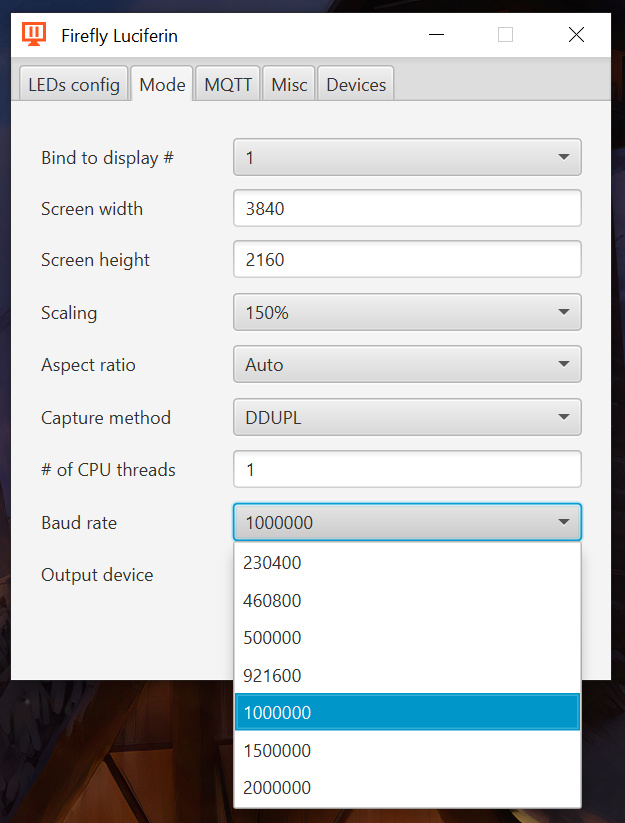 Firefly Luciferin
LEDs config Mode MQTT Misc Devices
Bind to display # 1
Screen width 3840
Screen height 2160
Scaling 150%
Aspect ratio Auto
Capture method DDUPL
# of CPU threads 1
Baud rate 1000000
Output device
230400
460800
500000
921600
1000000
1500000
2000000